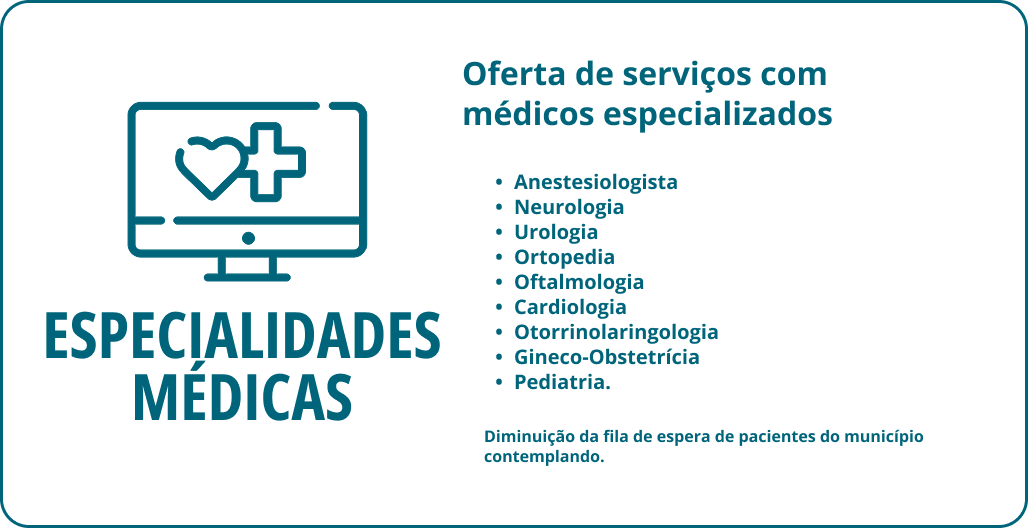 ESPECIALIDADES
MÉDICAS
Oferta de serviços com
médicos especializados
• Anestesiologista
• Neurologia
• Urologia
• Ortopedia
• Oftalmologia
• Cardiologia
• Otorrinolaringologia
• Gineco-Obstetrícia
• Pediatria.
Diminuição da fila de espera de pacientes do município
contemplando.